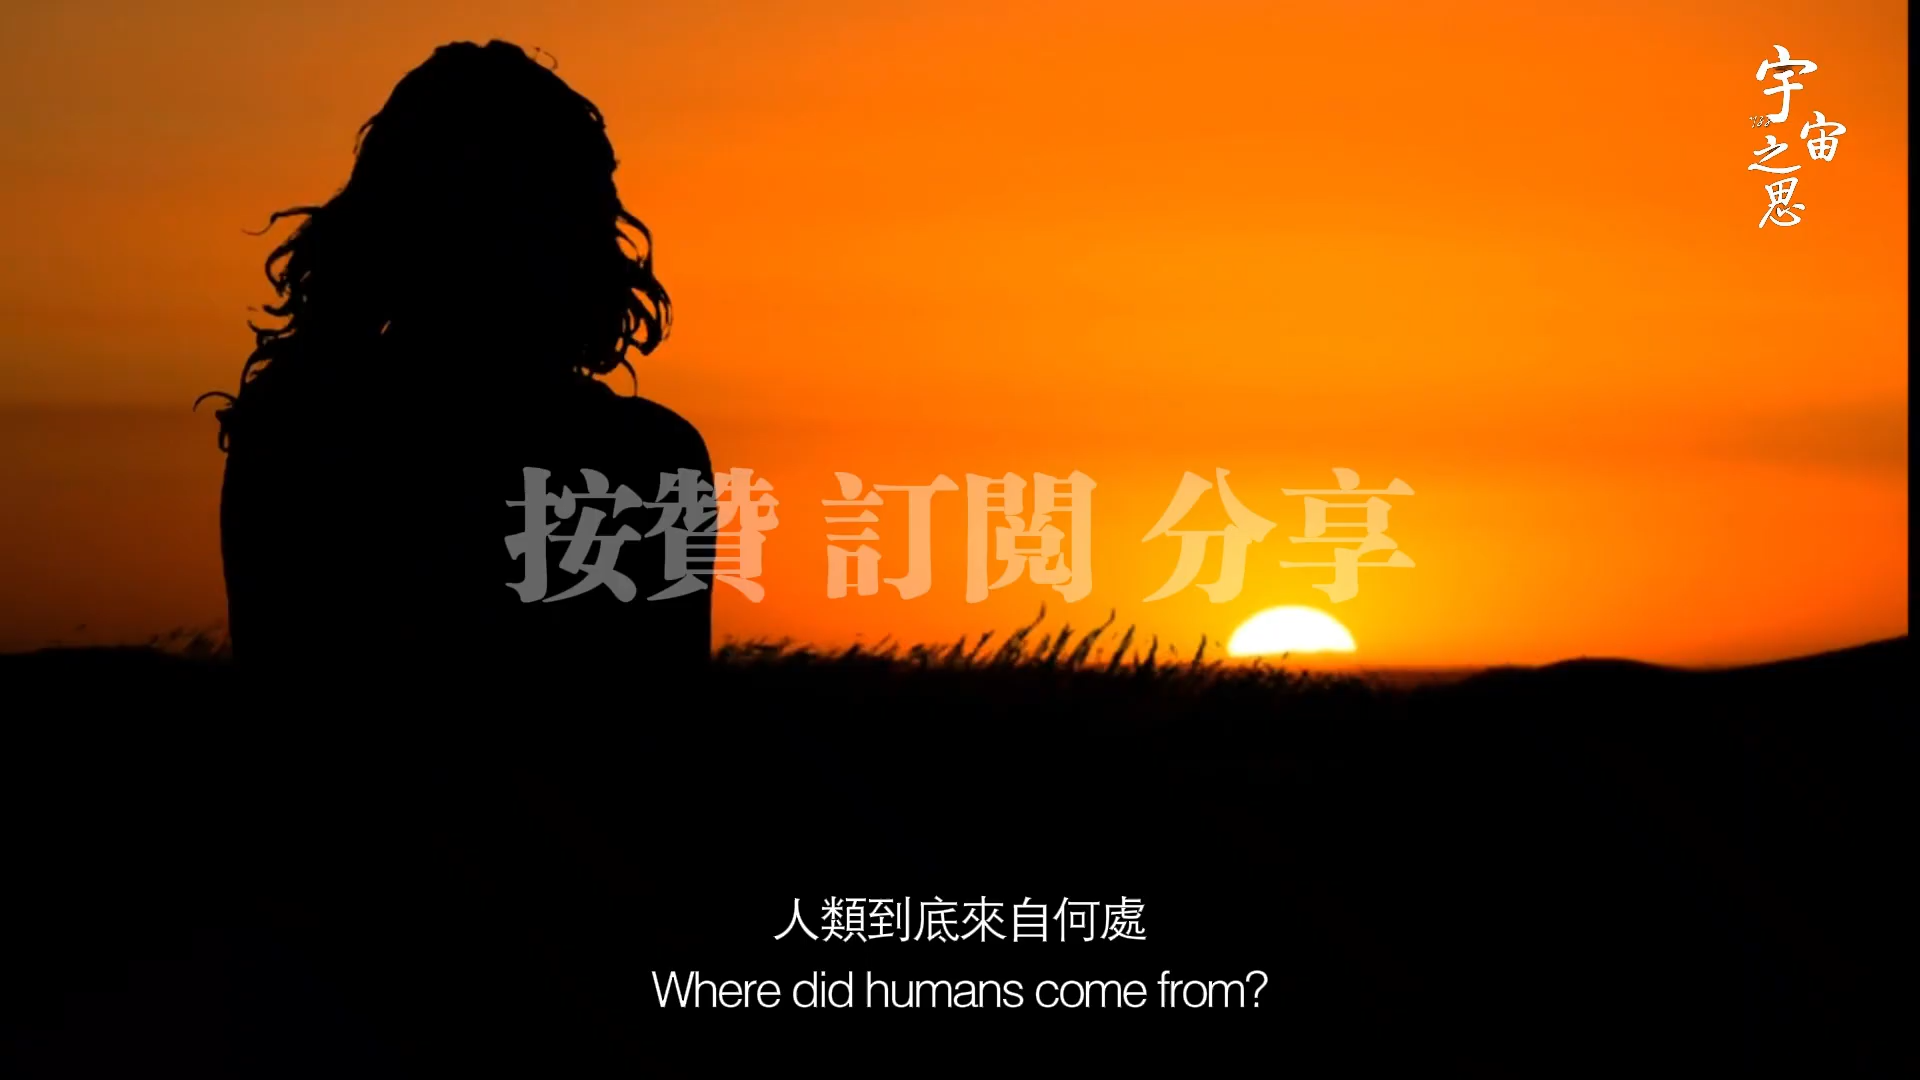 宇宙之思
按贊 訂閱 分享
人類到底來自何處
Where did humans come from?